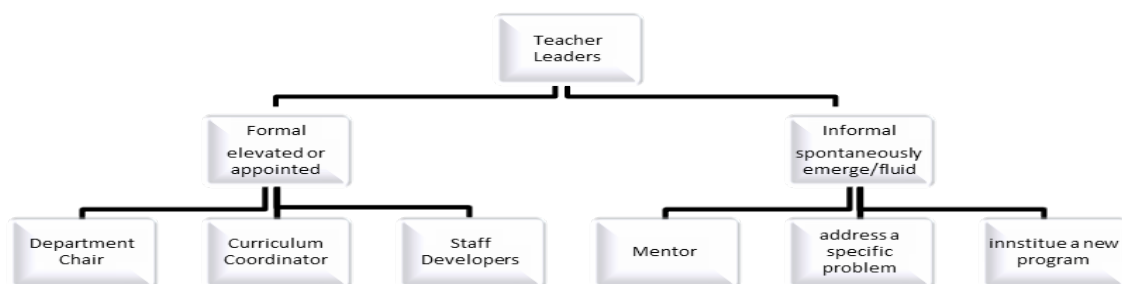 Teacher
Leaders
Formal
elevated or
appointed
Informal
spontaneously
emerge/fluid
Department
Chair
Curriculum
Coordinator
Staff
Developers
Mentor
address a
specific
problem
innstitue a new
program